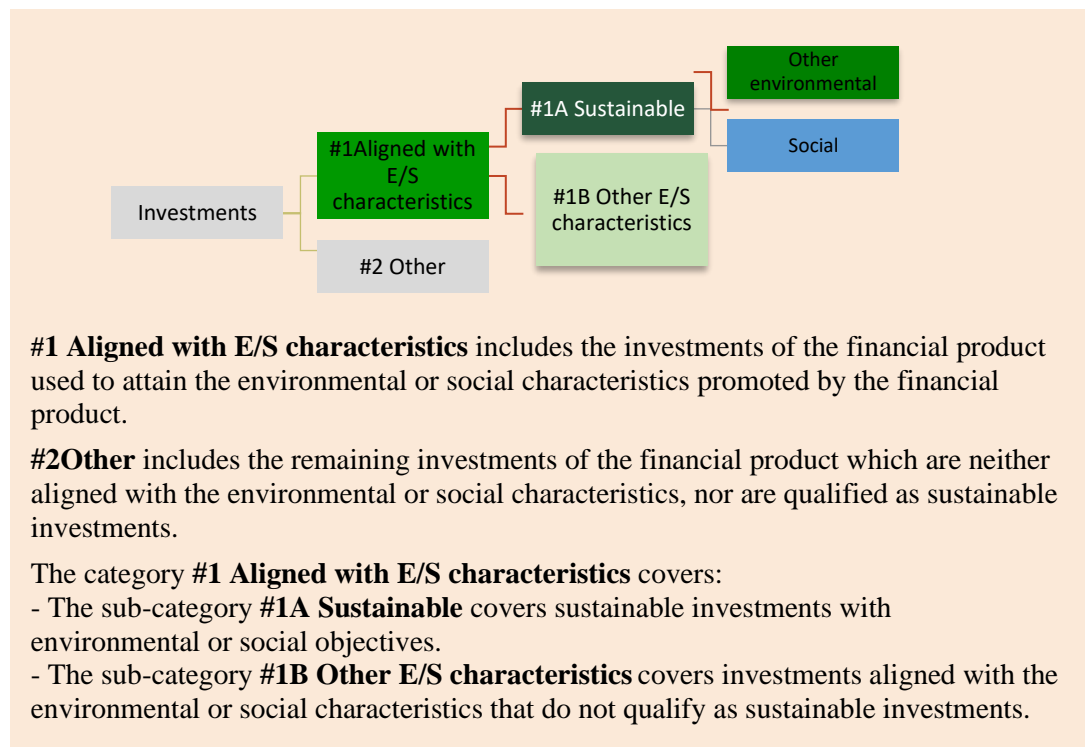 Other
environmental
#1A Sustainable
Social
#1Aligned with
E/S
characteristics
#1B Other E/S
characteristics
Investments
#2 Other
#1 Aligned with E/S characteristics includes the investments of the financial product
used to attain the environmental or social characteristics promoted by the financial
product.
#2Other includes the remaining investments of the financial product which are neither
aligned with the environmental or social characteristics, nor are qualified as sustainable
investments.
The category #1 Aligned with E/S characteristics covers:
- The sub-category #1A Sustainable covers sustainable investments with
environmental or social objectives.
- The sub-category #1B Other E/S characteristics covers investments aligned with the
environmental or social characteristics that do not qualify as sustainable investments.